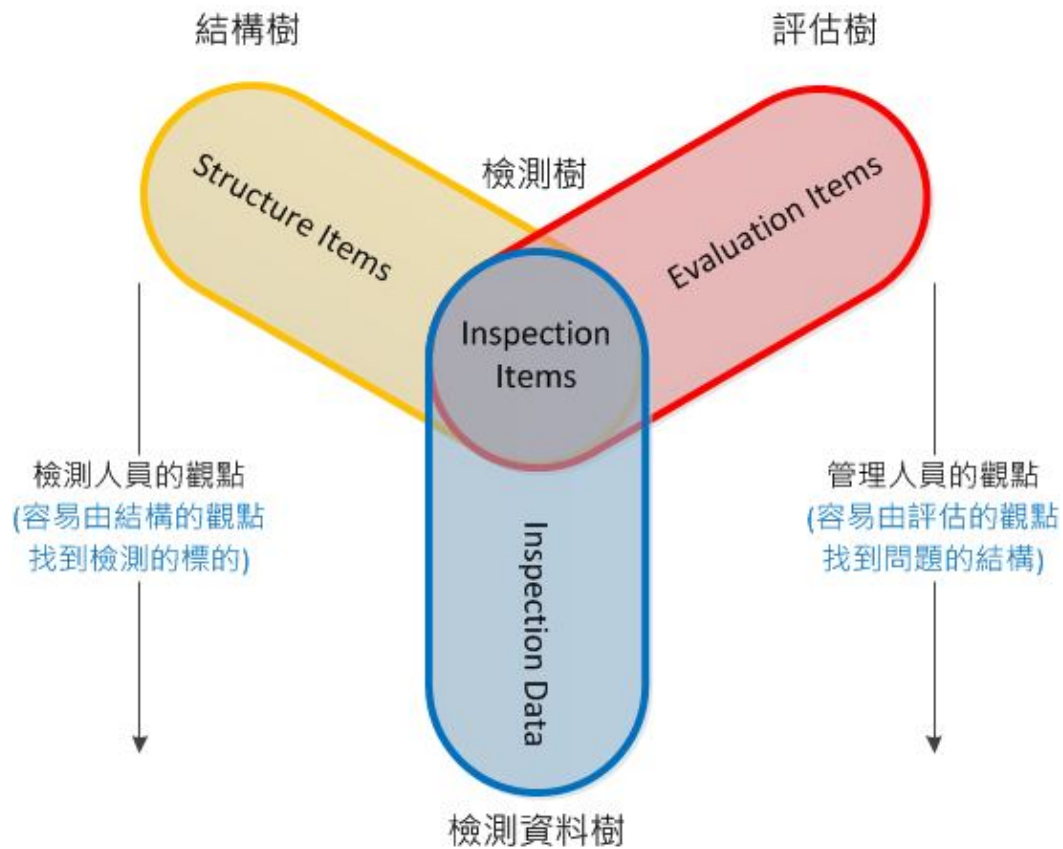 結構樹
評估樹
檢測樹
Structure Items
Evaluation Items
Inspection
Items
檢測人員的觀點
(容易由結構的觀點
找到檢測的標的)
管理人員的觀點
(容易由評估的觀點
找到問題的結構)
Inspection Data
檢測資料樹